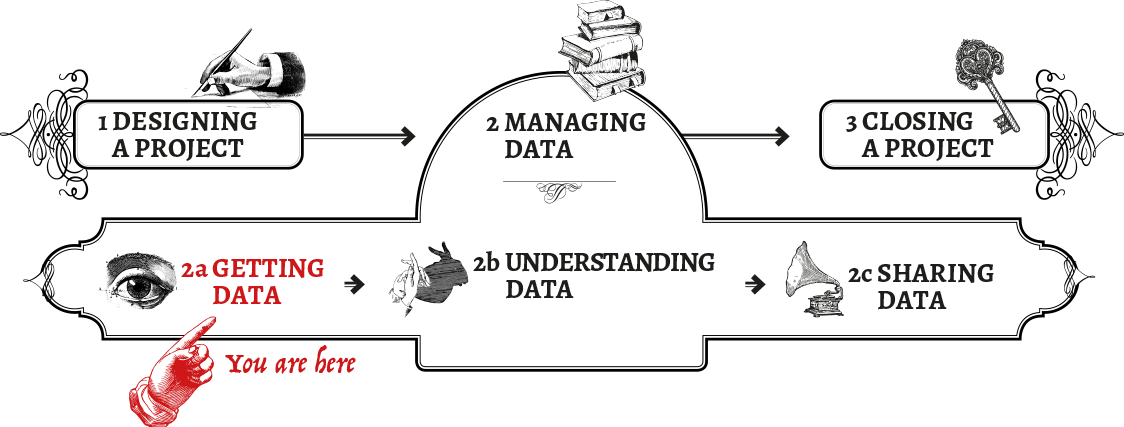 1 DESIGNING
A PROJECT
2 MANAGING
DATA
3 CLOSING
A PROJECT
2a GETTING
DATA
2b UNDERSTANDING
DATA
2c SHARING
DATA
You are here